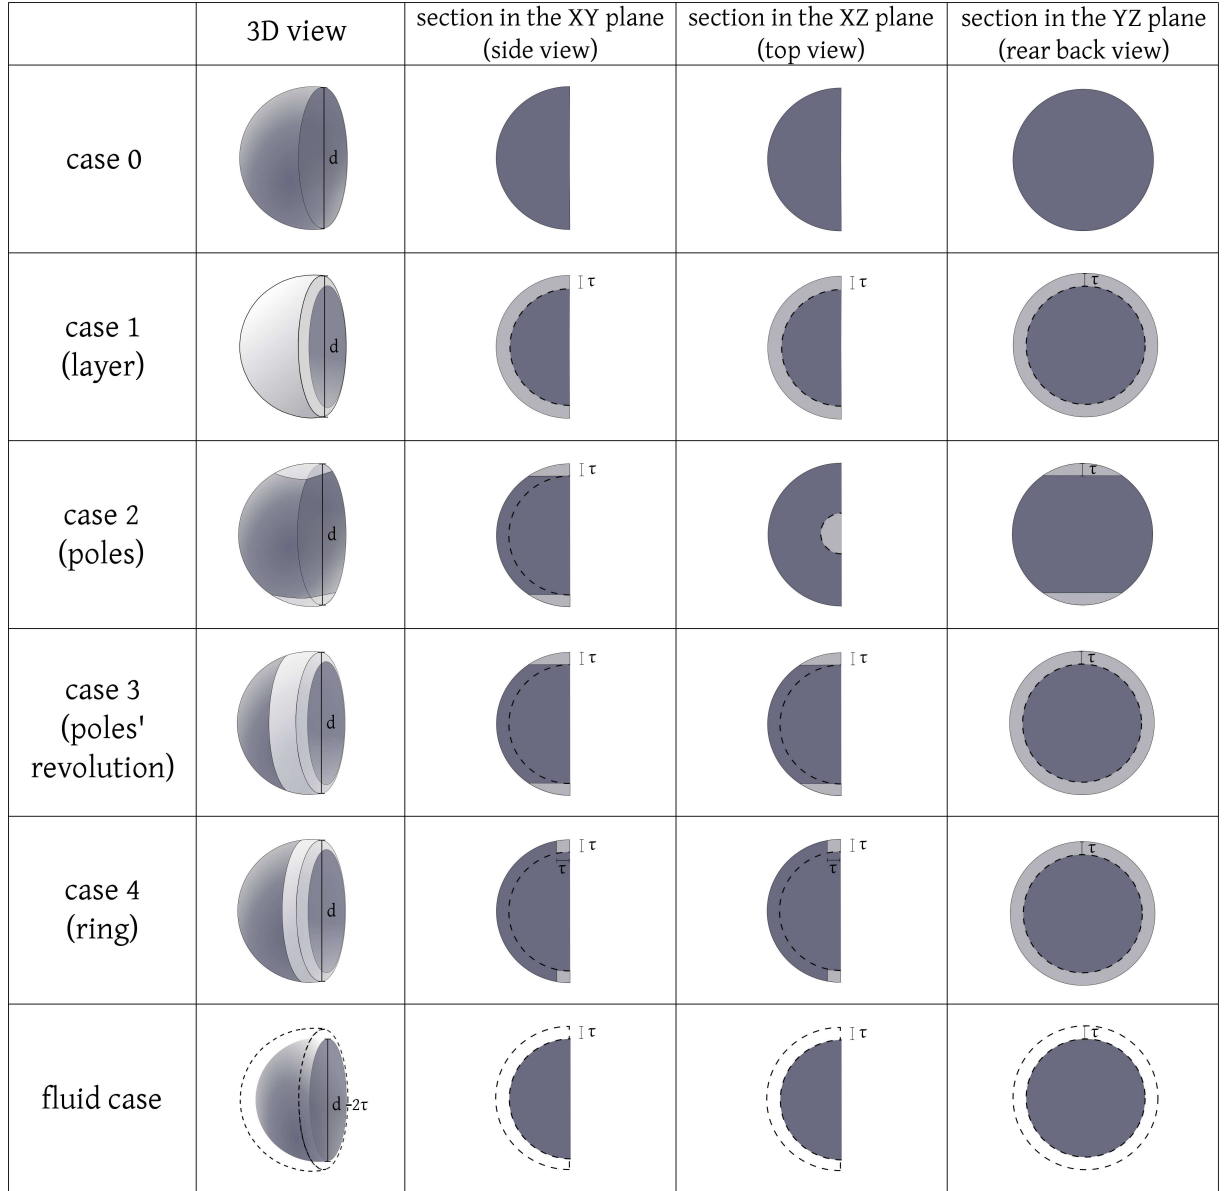 3D view
section in the XY plane
(side view)
section in the XZ plane
(top view)
section in the YZ plane
(rear back view)
case 0
d
case 1
(layer)
d
τ
τ
τ
case 2
(poles)
d
τ
τ
case 3
(poles'
revolution)
d
τ
τ
τ
case 4
(ring)
d
τ
τ
τ
τ
τ
fluid case
d -2τ
τ
τ
τ